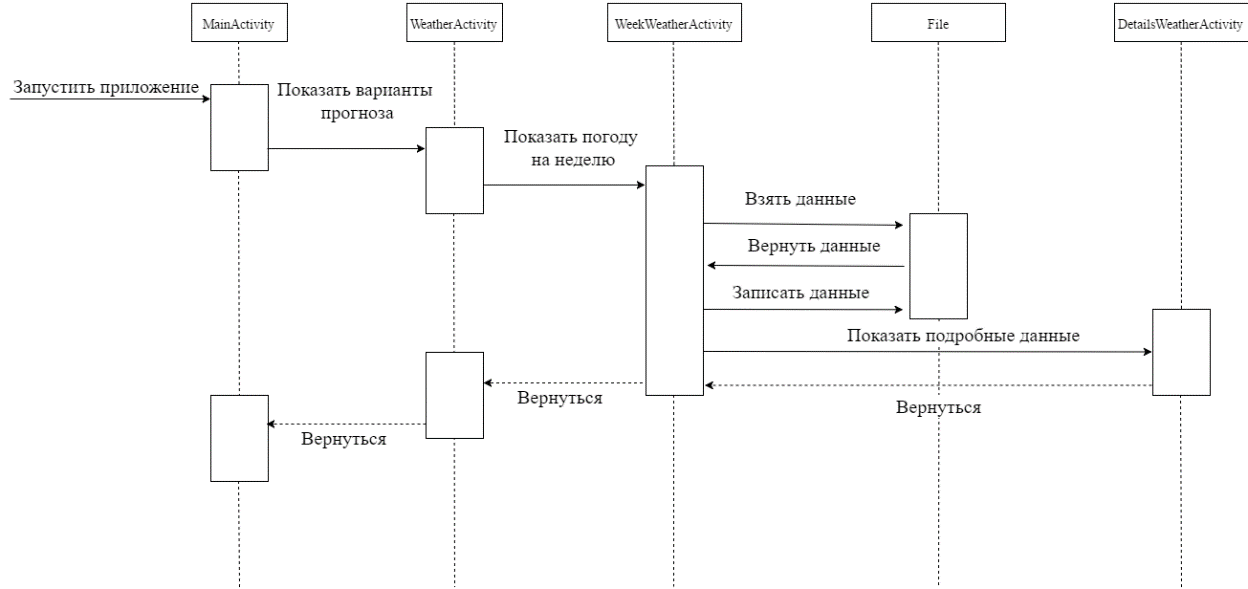 MainActivity
WeatherActivity
WeekWeatherActivity
File
DetailsWeatherActivity
Запустить приложение
Показать варианты
прогноза
Показать погоду
на неделю
Взять данные
Вернуть данные
Записать данные
Показать подробные данные
Вернуться
Вернуться
Вернуться